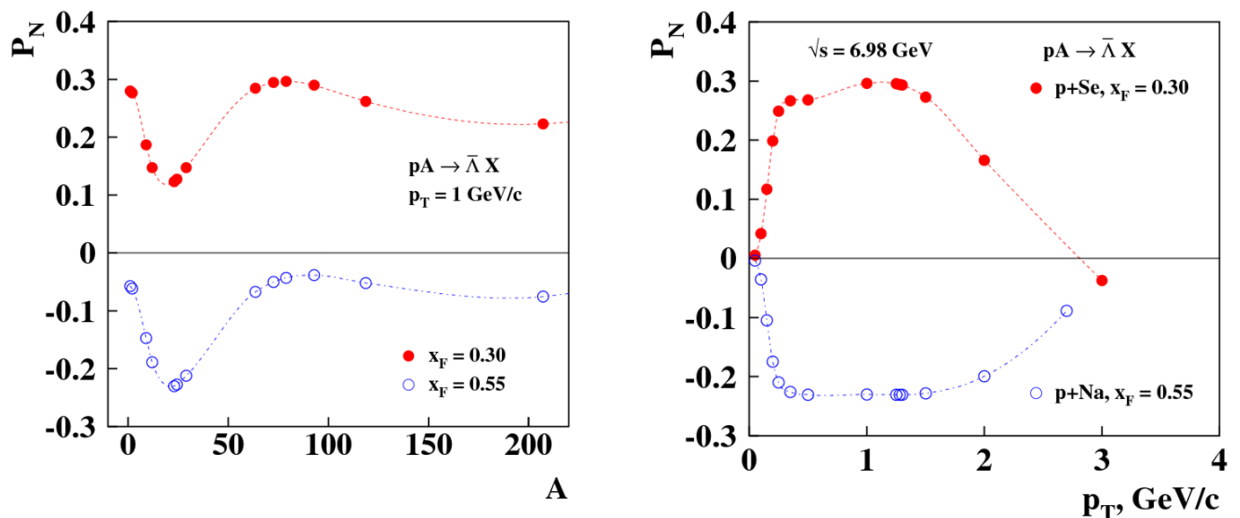 P_N
0.4
0.3
0.2
0.1
0
-0.1
-0.2
-0.3
pA → Λ̄ X
p_T = 1 GeV/c
x_F = 0.30
x_F = 0.55
0 50 100 150 200
A
P_N
0.4
0.3
0.2
0.1
0
-0.1
-0.2
-0.3
√s = 6.98 GeV
pA → Λ̄ X
p+Se, x_F = 0.30
p+Na, x_F = 0.55
0 1 2 3 4
p_T, GeV/c